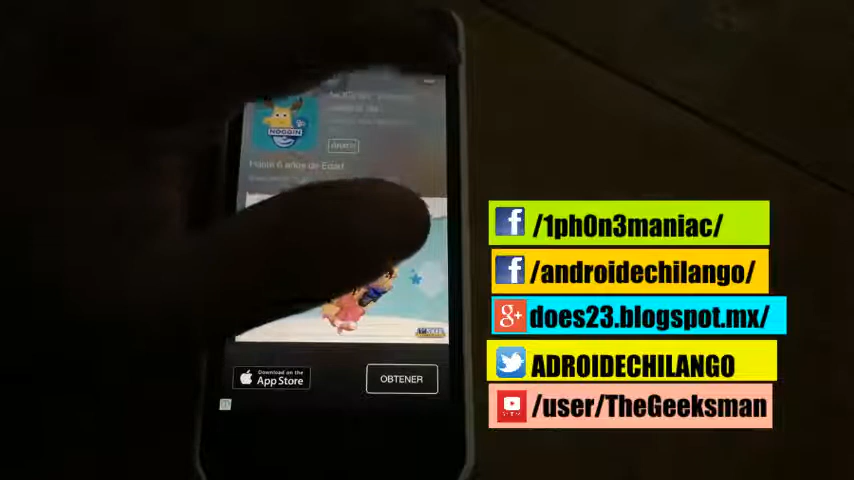 NOGGIN
GRATIS
Hasta 6 años de Edad
Download on the
App Store
OBTENER
/1ph0n3maniac/
/androidechilango/
does23.blogspot.mx/
ADROIDECHILANGO
/user/TheGeeksman